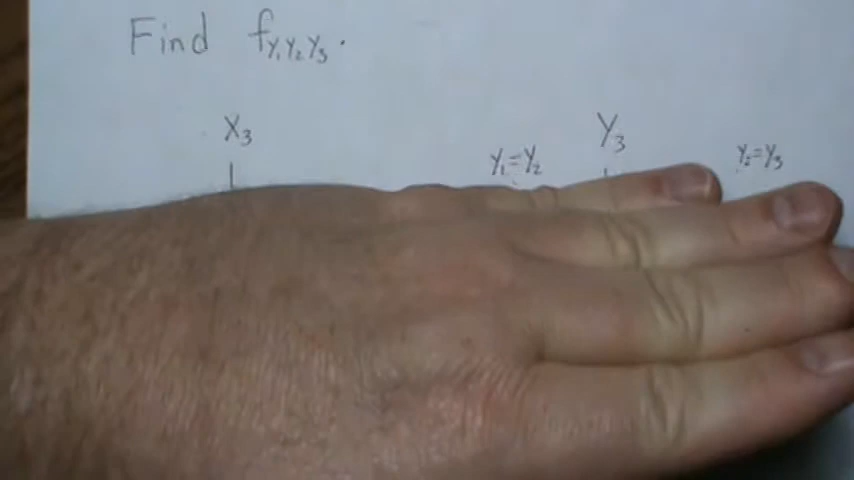 Find f_{Y₁Y₂Y₃}.
X₃
Y₃
Y₁=Y₂
Y₂=Y₃